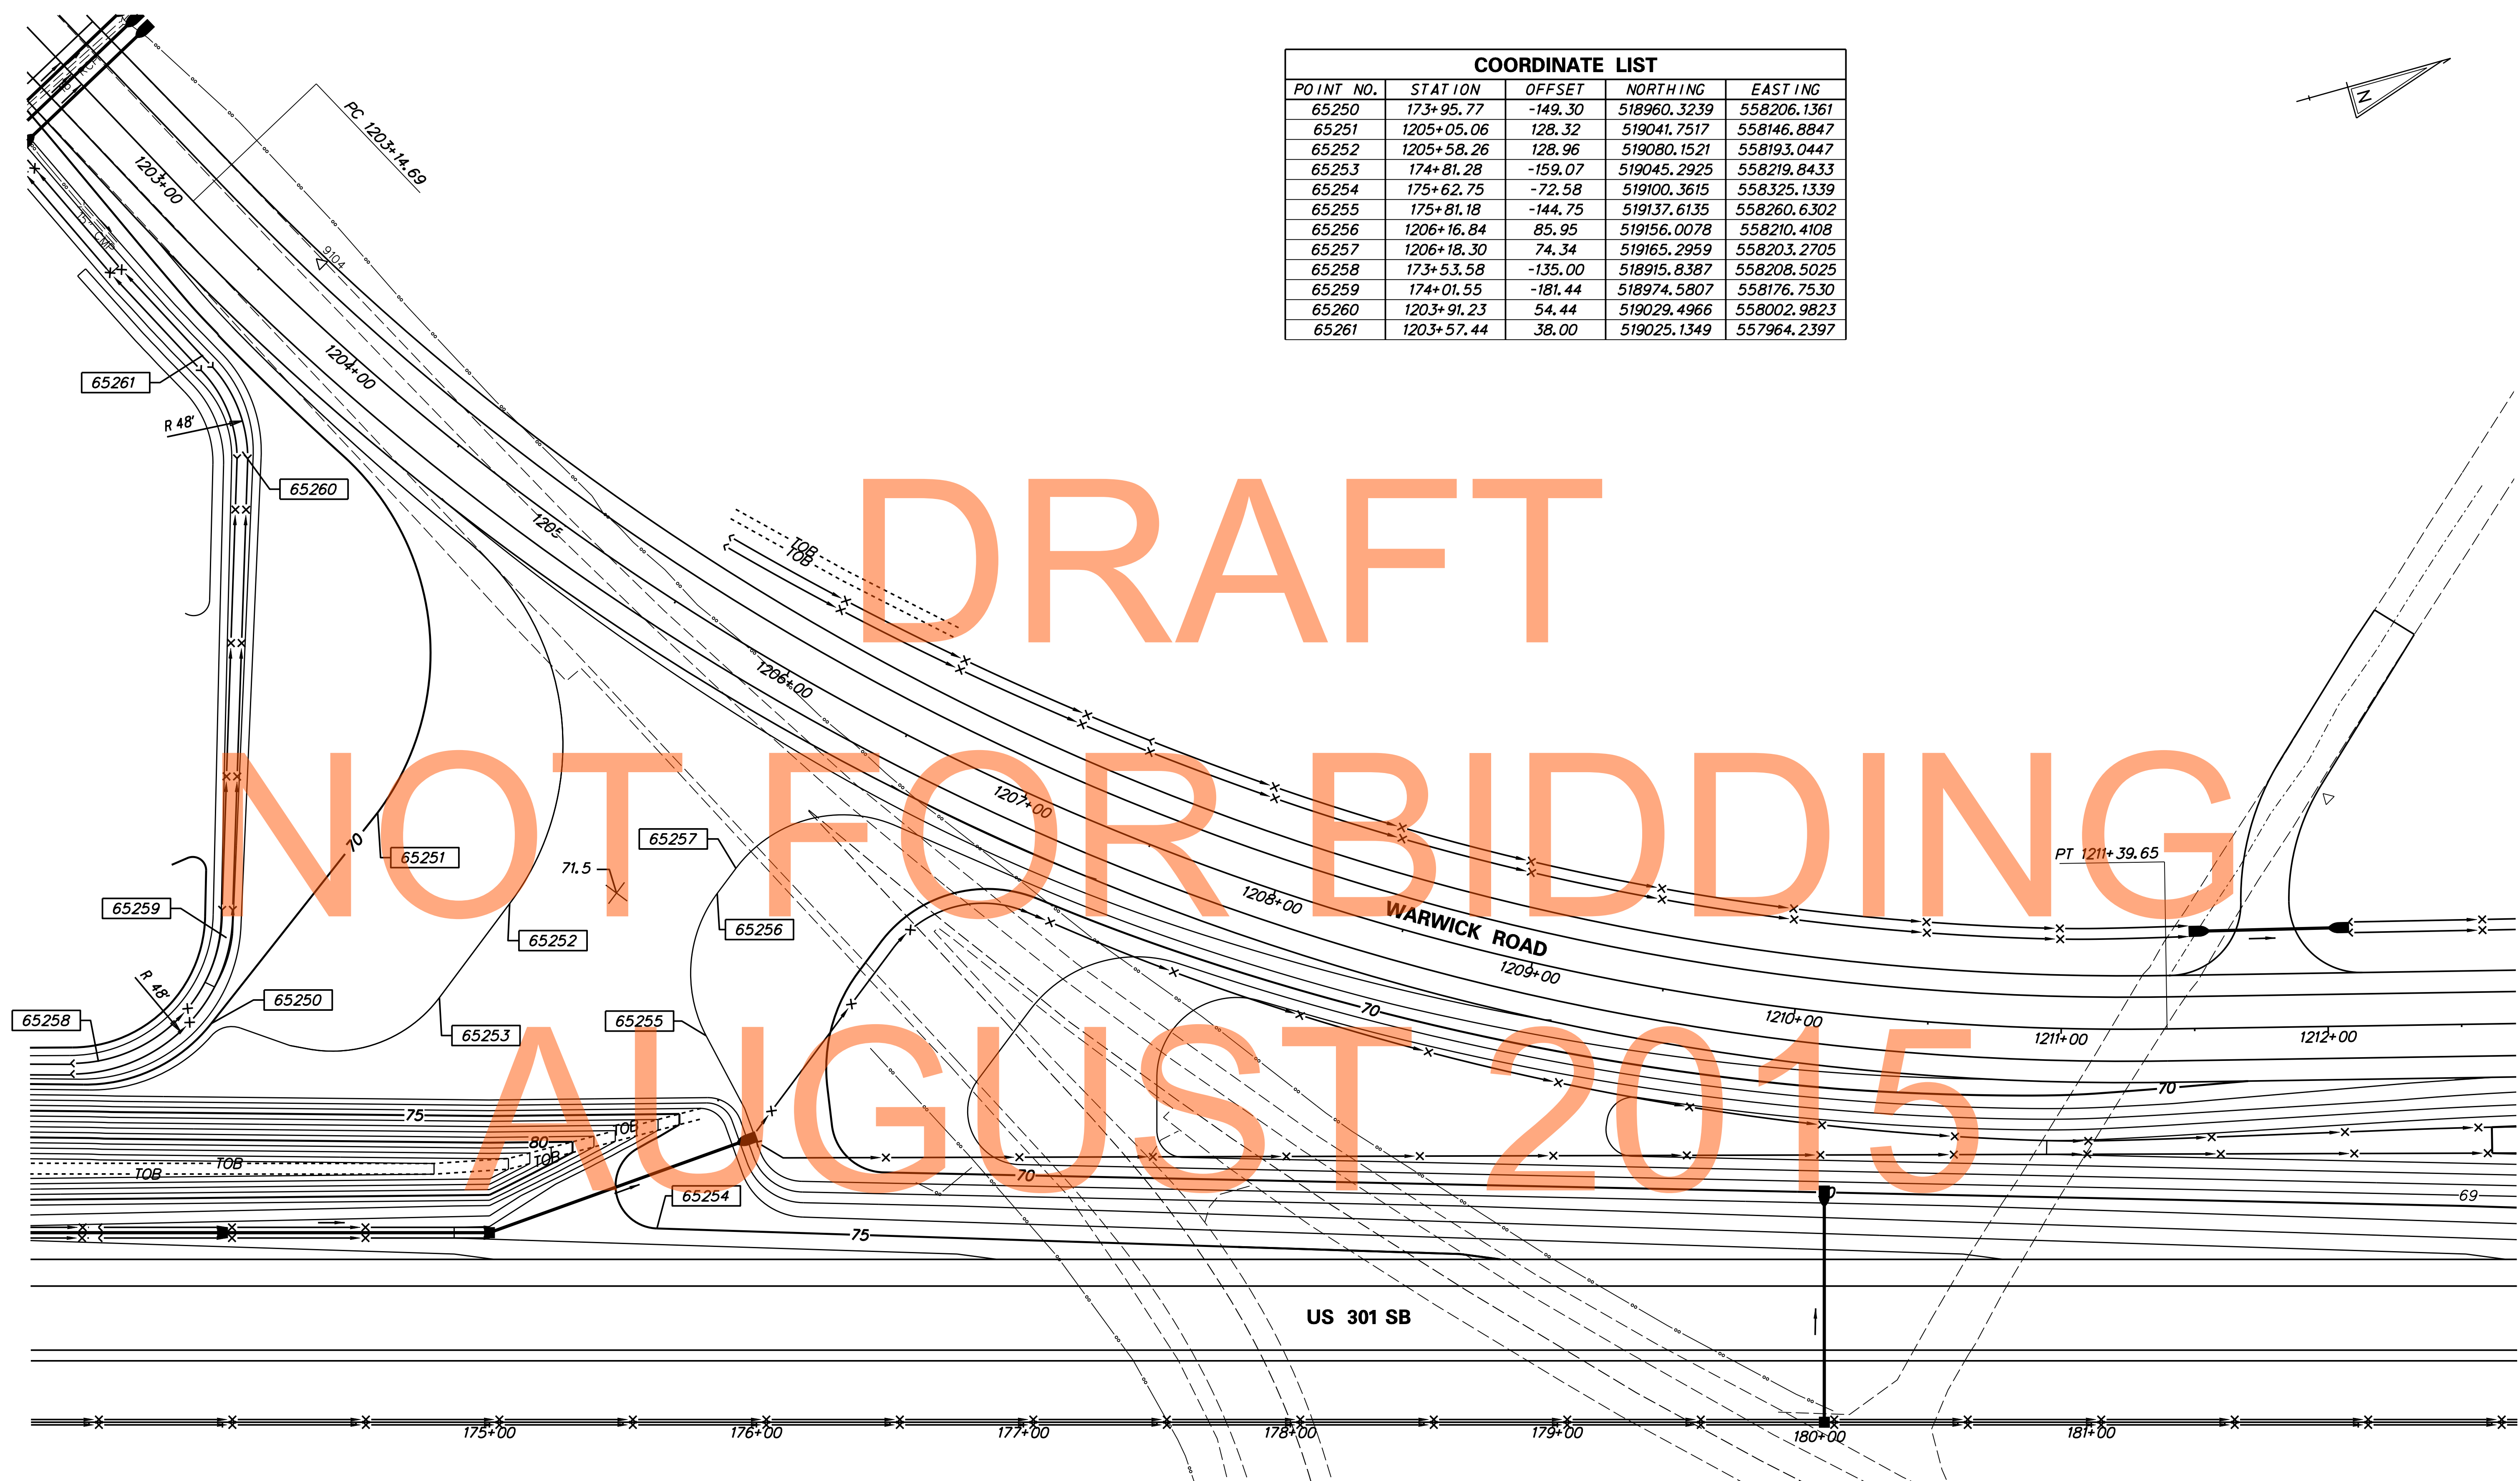 COORDINATE LIST
POINT NO. STATION OFFSET NORTHING EASTING
65250 173+95.77 -149.30 518960.3239 558206.1361
65251 1205+05.06 128.32 519041.7517 558146.8847
65252 1205+58.26 128.96 519080.1521 558193.0447
65253 174+81.28 -159.07 519045.2925 558219.8433
65254 175+62.75 -72.58 519100.3615 558325.1339
65255 175+81.18 -144.75 519137.6135 558260.6302
65256 1206+16.84 85.95 519156.0078 558210.4108
65257 1206+18.30 74.34 519165.2959 558203.2705
65258 173+53.58 -135.00 518915.8387 558208.5025
65259 174+01.55 -181.44 518974.5807 558176.7530
65260 1203+91.23 54.44 519029.4966 558002.9823
65261 1203+57.44 38.00 519025.1349 557964.2397
N
PC 1203+14.69
1203+00
15" CMP
9104
1204+00
65261
R 48'
65260
1205
TOB
TOB
DRAFT
1206+00
NOT FOR BIDDING
1207+00
65257
70
65251
71.5
PT 1211+39.65
1208+00
WARWICK ROAD
65259
65256
65252
1209+00
R 48'
65250
70
65258
65255
65253
1210+00
1211+00
1212+00
AUGUST 2015
70
75
TOB
80
TOB
TOB
TOB
70
65254
69
75
US 301 SB
175+00
176+00
177+00
178+00
179+00
180+00
181+00